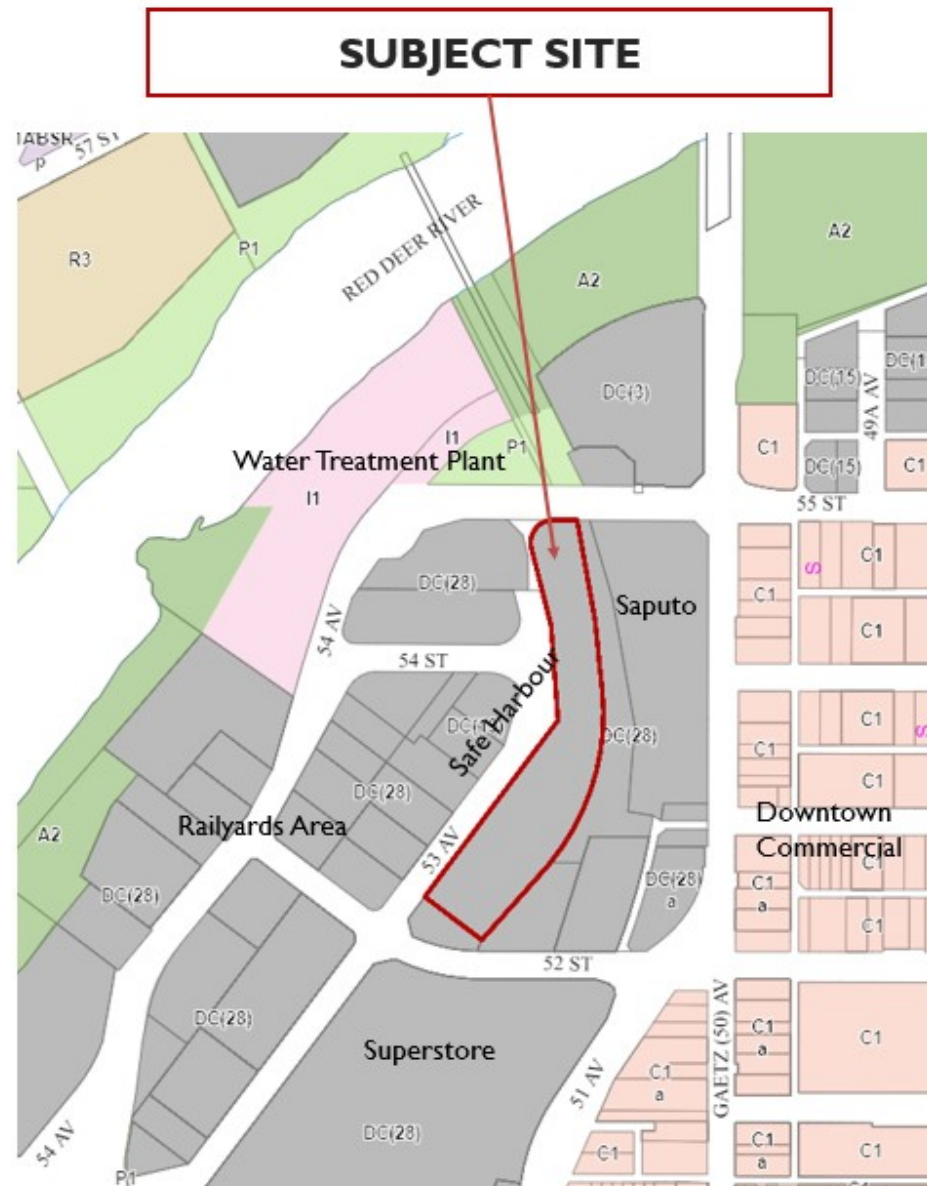 SUBJECT SITE
57 ST
R3
P1
RED DEER RIVER
A2
A2
DC(3)
DC(15)
49A AV
C1
DC(15)
C1
I1
P1
Water Treatment Plant
I1
55 ST
DC(28)
C1
S
C1
Saputo
C1
54 AV
54 ST
Safe Harbour
DC(28)
C1
C1
S
DC(28)
C1
A2
Railyards Area
53 AV
Downtown
Commercial
C1
DC(28)
DC(28)
a
C1
a
C1
52 ST
DC(28)
Superstore
51 AV
C1
a
GAETZ (50) AV
C1
a
C1
DC(28)
54 AV
P1
C1
C1
a
C1